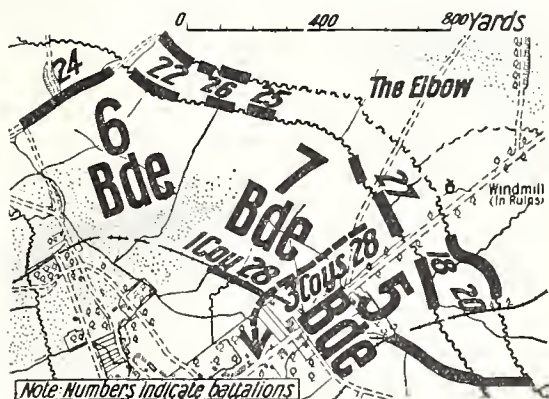 0 400 800 Yards
24
22
26
25
The Elbow
6
Bde
7
Bde
27
Windmill
(In Ruins)
1 Coy. 28
3 Coys. 28
5
Bde
18
20
Note: Numbers indicate battalions